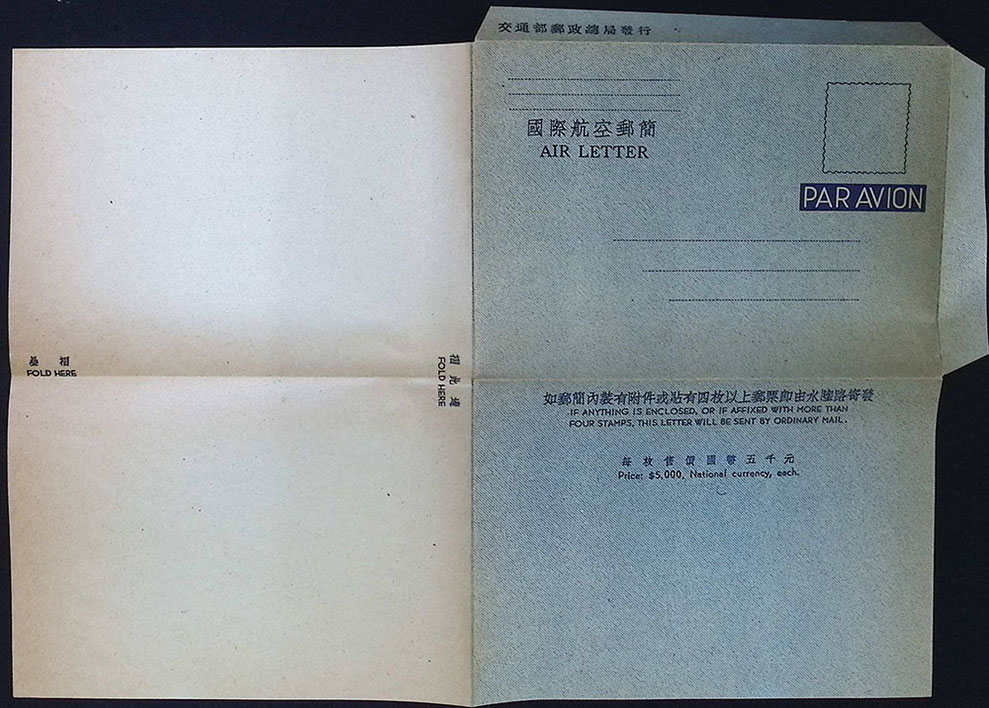 交通部郵政總局發行
國際航空郵簡
AIR LETTER
PAR AVION
摺此邊
FOLD HERE
FOLD HERE
如郵簡內裝有附件或貼有四枚以上郵票即由水陸路寄發
IF ANYTHING IS ENCLOSED, OR IF AFFIXED WITH MORE THAN
FOUR STAMPS, THIS LETTER WILL BE SENT BY ORDINARY MAIL.
每枚售價國幣五千元
Price: $5,000, National currency, each.